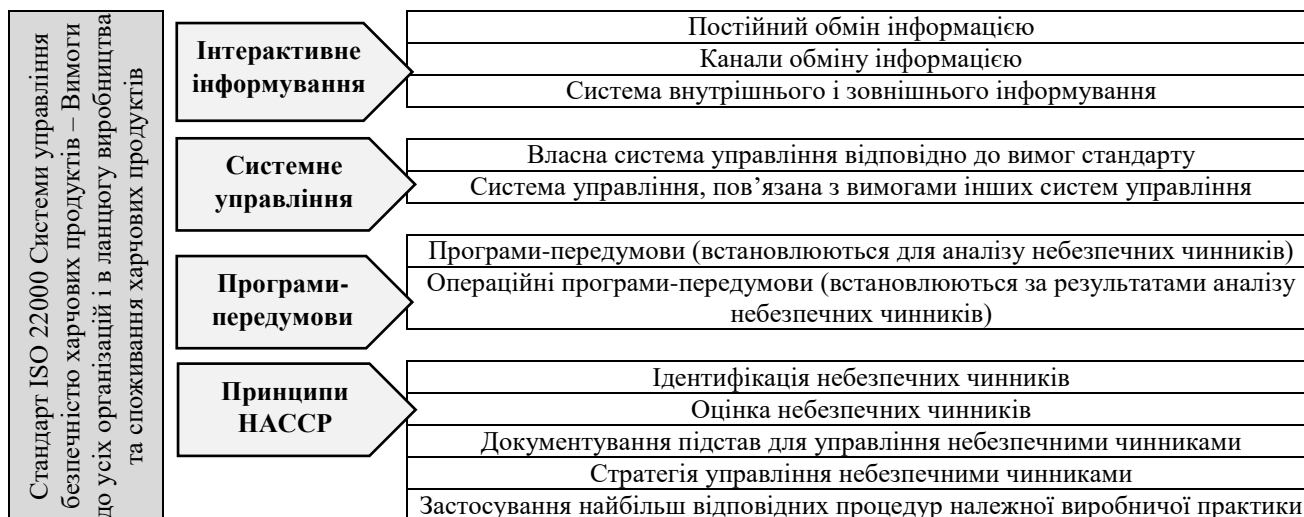 Стандарт ISO 22000 Системи управління
безпечністю харчових продуктів – Вимоги
до усіх організацій і в ланцюгу виробництва
та споживання харчових продуктів
Інтерактивне
інформування
Постійний обмін інформацією
Канали обміну інформацією
Система внутрішнього і зовнішнього інформування
Системне
управління
Власна система управління відповідно до вимог стандарту
Система управління, пов’язана з вимогами інших систем управління
Програми-
передумови
Програми-передумови (встановлюються для аналізу небезпечних чинників)
Операційні програми-передумови (встановлюються за результатами аналізу
небезпечних чинників)
Принципи
НАССР
Ідентифікація небезпечних чинників
Оцінка небезпечних чинників
Документування підстав для управління небезпечними чинниками
Стратегія управління небезпечними чинниками
Застосування найбільш відповідних процедур належної виробничої практики